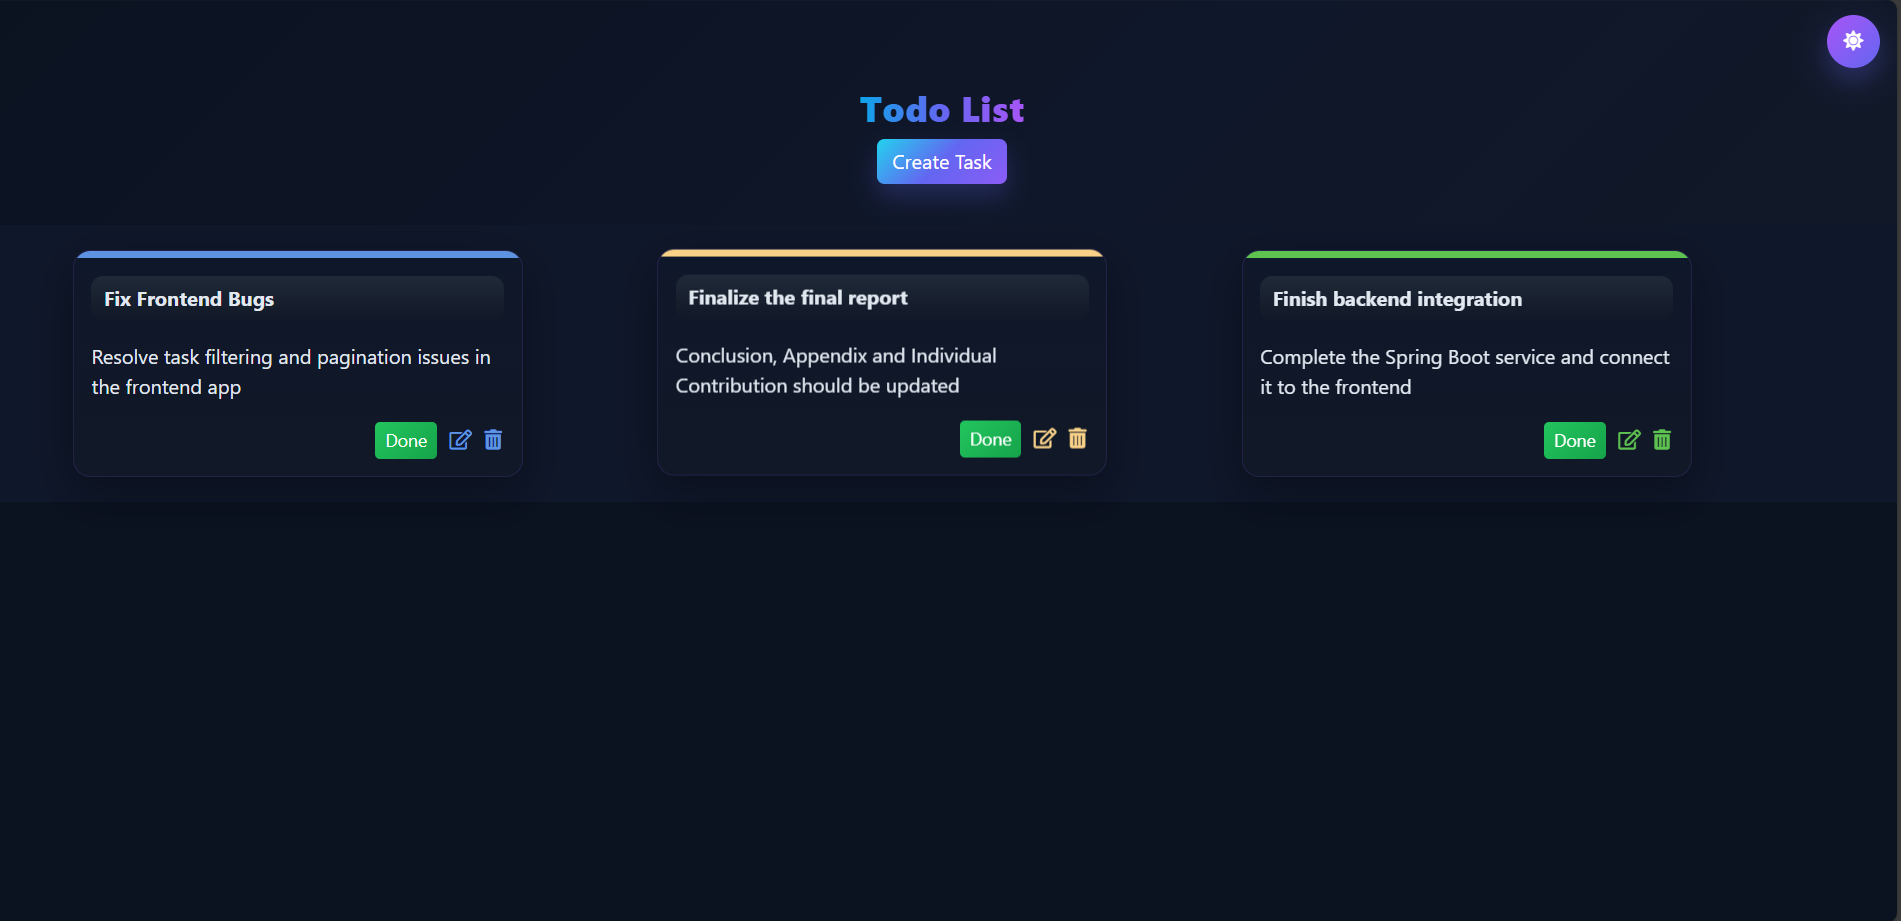 Todo List
Create Task
Fix Frontend Bugs
Resolve task filtering and pagination issues in
the frontend app
Done
Finalize the final report
Conclusion, Appendix and Individual
Contribution should be updated
Done
Finish backend integration
Complete the Spring Boot service and connect
it to the frontend
Done